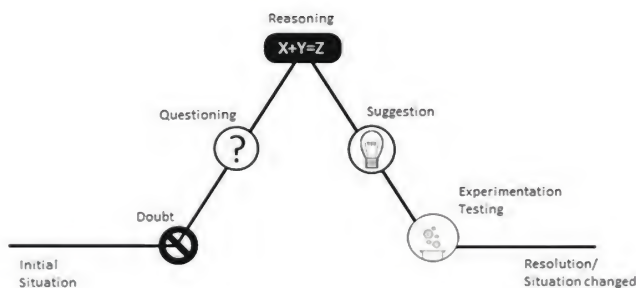 Reasoning
X+Y=Z
Questioning
?
Suggestion
Doubt
Experimentation
Testing
Initial
Situation
Resolution/
Situation changed